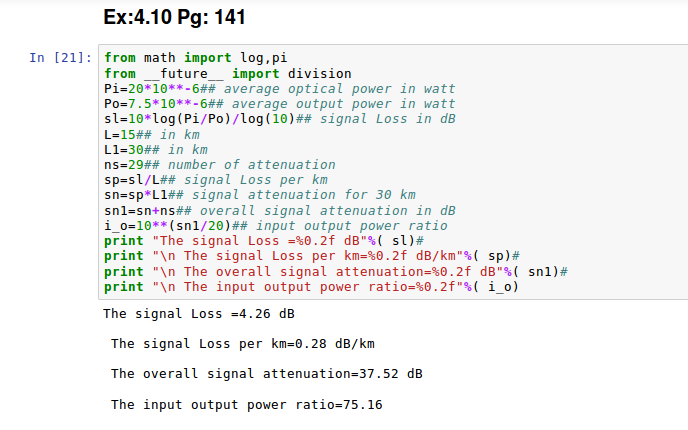 Ex:4.10 Pg: 141
In [21]:
from math import log,pi
from __future__ import division
Pi=20*10**-6## average optical power in watt
Po=7.5*10**-6## average output power in watt
sl=10*log(Pi/Po)/log(10)## signal Loss in dB
L=15## in km
L1=30## in km
ns=29## number of attenuation
sp=sl/L## signal Loss per km
sn=sp*L1## signal attenuation for 30 km
sn1=sn+ns## overall signal attenuation in dB
i_o=10**(sn1/20)## input output power ratio
print "The signal Loss =%0.2f dB"%( sl)#
print "\n The signal Loss per km=%0.2f dB/km"%( sp)#
print "\n The overall signal attenuation=%0.2f dB"%( sn1)#
print "\n The input output power ratio=%0.2f"%( i_o)
The signal Loss =4.26 dB
The signal Loss per km=0.28 dB/km
The overall signal attenuation=37.52 dB
The input output power ratio=75.16